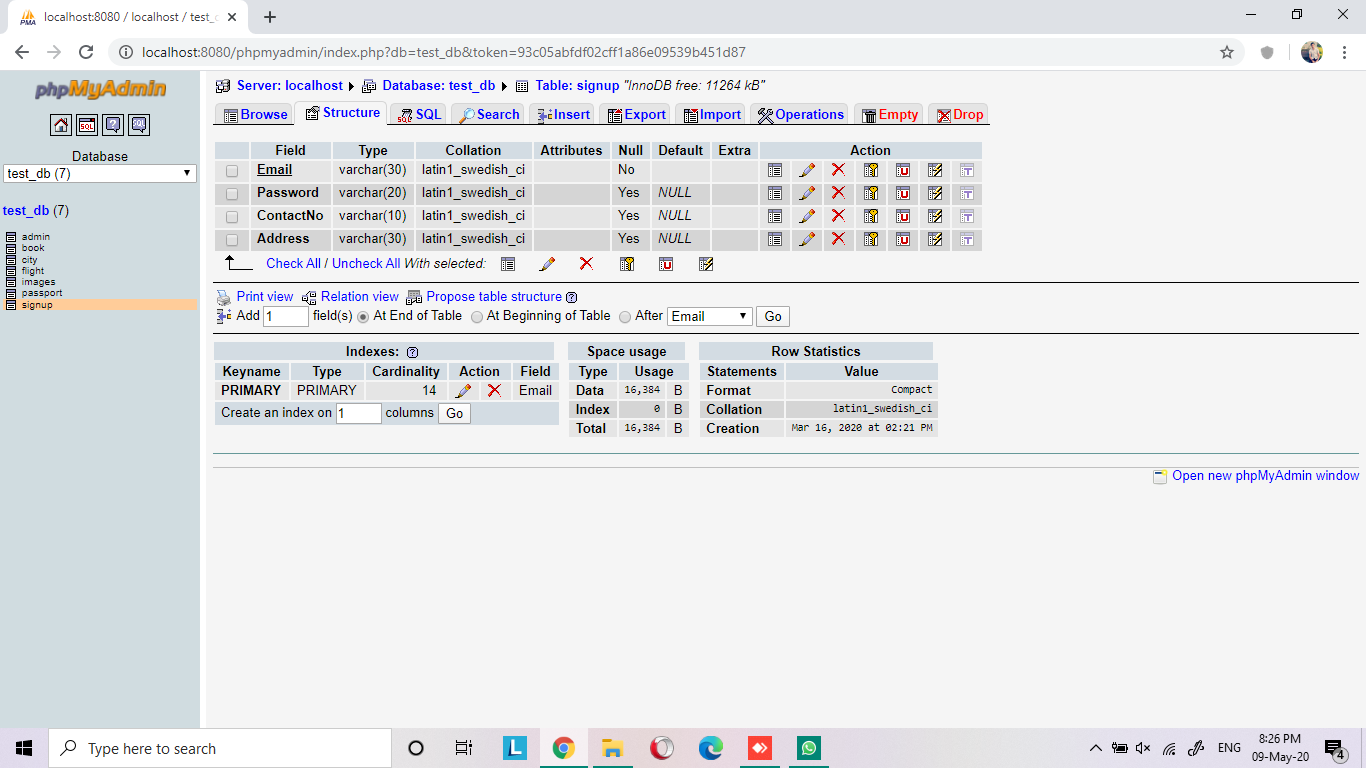 localhost:8080 / localhost / test_
localhost:8080/phpmyadmin/index.php?db=test_db&token=93c05abfdf02cff1a86e09539b451d87
phpMyAdmin
SQL
Database
test_db (7)
test_db (7)
admin
book
city
flight
images
passport
signup
Server: localhost Database: test_db Table: signup "InnoDB free: 11264 kB"
Browse Structure SQL Search Insert Export Import Operations Empty Drop
Field Type Collation Attributes Null Default Extra Action
Email varchar(30) latin1_swedish_ci No
Password varchar(20) latin1_swedish_ci Yes NULL
ContactNo varchar(10) latin1_swedish_ci Yes NULL
Address varchar(30) latin1_swedish_ci Yes NULL
Check All / Uncheck All With selected:
Print view Relation view Propose table structure
Add 1 field(s) At End of Table At Beginning of Table After Email Go
Indexes:
Keyname Type Cardinality Action Field
PRIMARY PRIMARY 14 Email
Create an index on 1 columns Go
Space usage
Type Usage
Data 16,384 B
Index 0 B
Total 16,384 B
Row Statistics
Statements Value
Format Compact
Collation latin1_swedish_ci
Creation Mar 16, 2020 at 02:21 PM
Open new phpMyAdmin window
Type here to search
L
ENG
8:26 PM
09-May-20
4